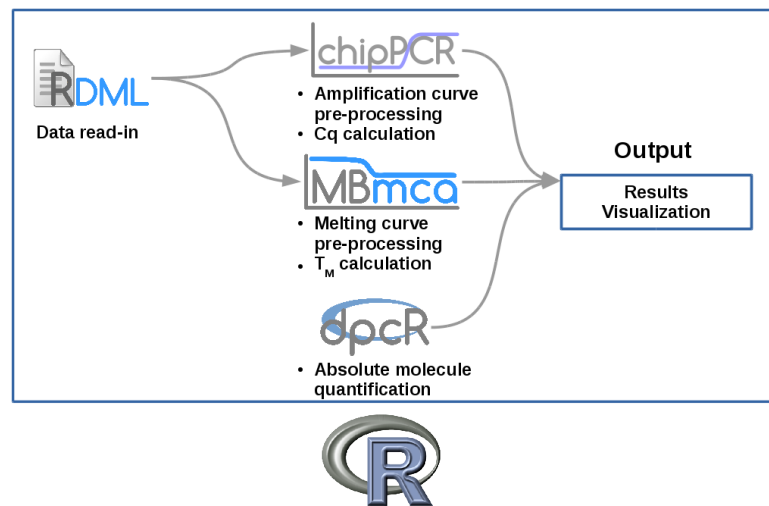 RDML
Data read-in
chipPCR
• Amplification curve
pre-processing
• Cq calculation
MBmca
• Melting curve
pre-processing
• TM calculation
dpcR
• Absolute molecule
quantification
Output
Results
Visualization
R